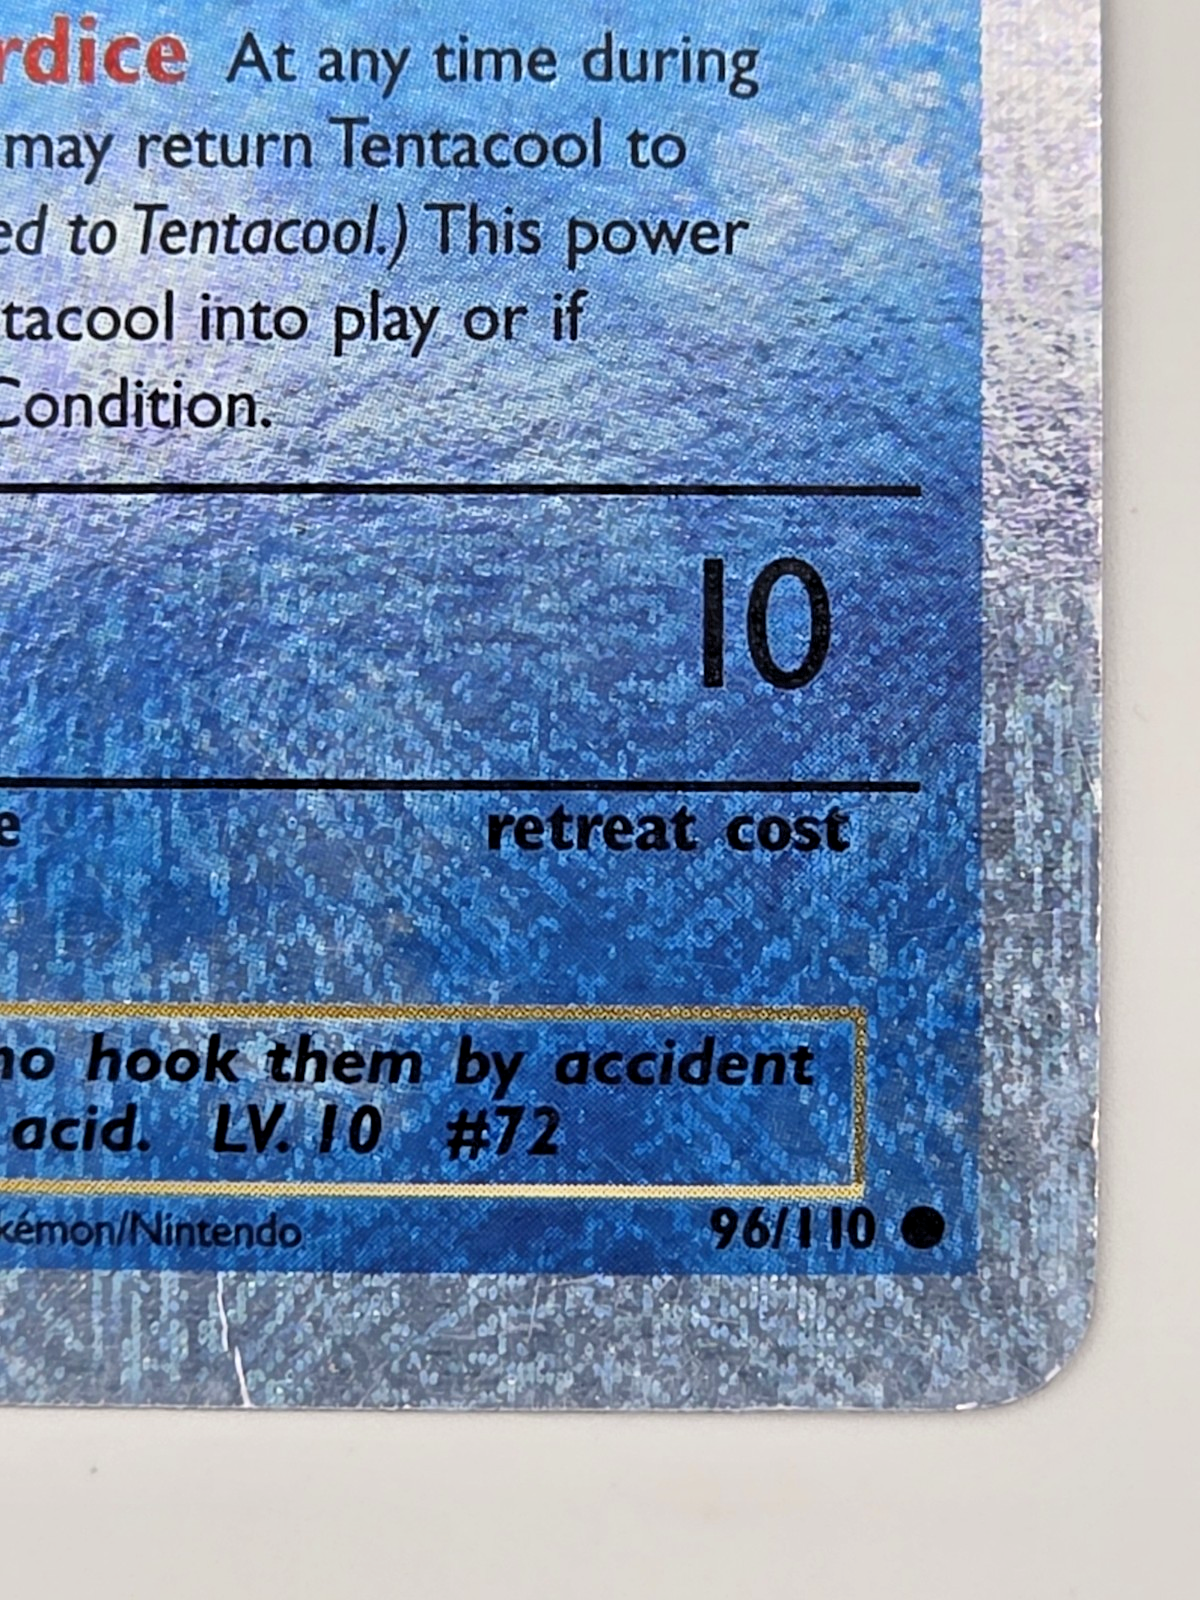 rdice At any time during
may return Tentacool to
ed to Tentacool.) This power
tacool into play or if
Condition.
10
e retreat cost
no hook them by accident
acid. LV. 10 #72
kémon/Nintendo 96/110